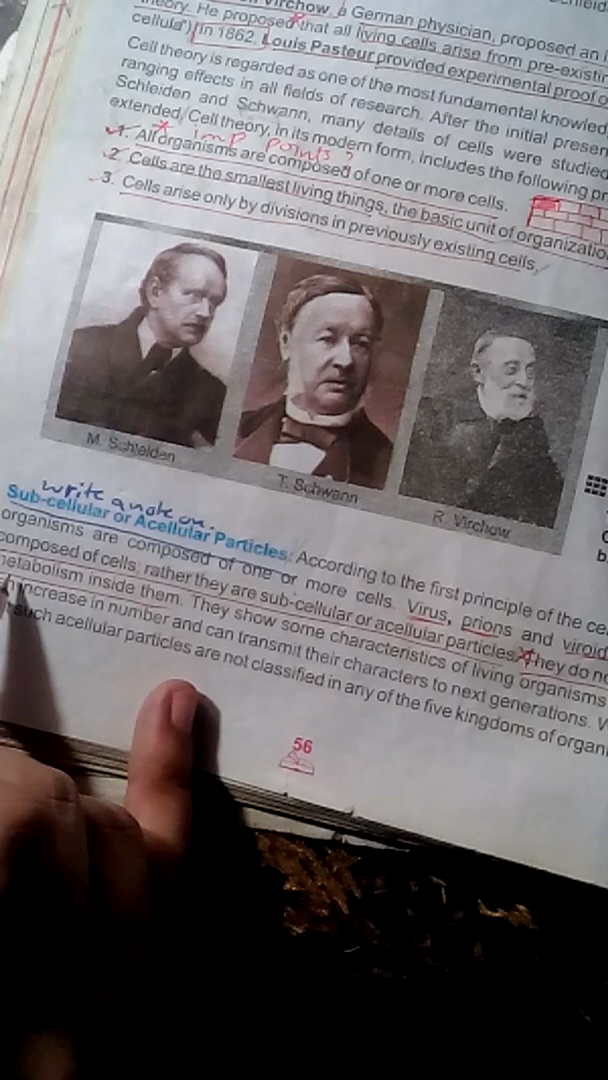 Schleid
Virchow, a German physician, proposed an
theory. He proposed that all living cells arise from pre-existin
cellula") In 1862, Louis Pasteur provided experimental proof o
Cell theory is regarded as one of the most fundamental knowled
ranging effects in all fields of research. After the initial presen
Schleiden and Schwann, many details of cells were studied
extended. Cell theory, in its modern form, includes the following pr
imp points
1. All organisms are composed of one or more cells.
2. Cells are the smallest living things, the basic unit of organizatio
3. Cells arise only by divisions in previously existing cells,
M. Schleiden
T. Schwann
R. Virchow
write a note on.
Sub-cellular or Acellular Particles: According to the first principle of the ce
organisms are composed of one or more cells. Virus, prions and viroid
composed of cells; rather they are sub-cellular or acellular particles. They do no
metabolism inside them. They show some characteristics of living organisms
increase in number and can transmit their characters to next generations. W
such acellular particles are not classified in any of the five kingdoms of organ
56